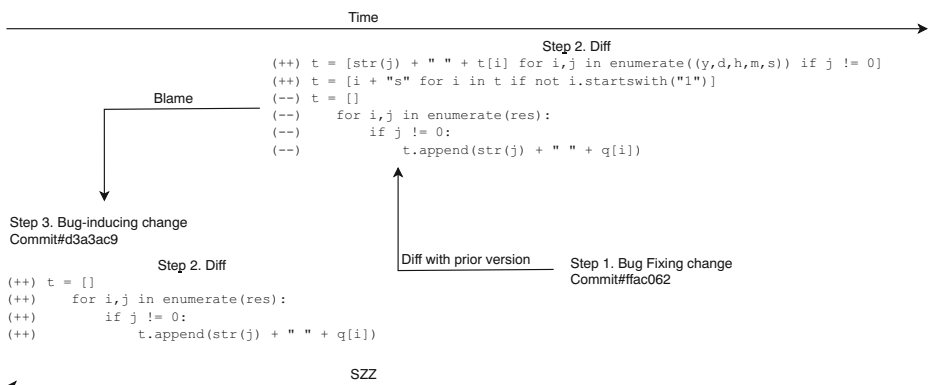 Time
Step 2. Diff
(++) t = [str(j) + " " + t[i] for i,j in enumerate((y,d,h,m,s)) if j != 0]
(++) t = [i + "s" for i in t if not i.startswith("1")]
(--) t = []
(--)    for i,j in enumerate(res):
(--)        if j != 0:
(--)            t.append(str(j) + " " + q[i])
Blame
Step 3. Bug-inducing change
Commit#d3a3ac9
Step 2. Diff
(++) t = []
(++)    for i,j in enumerate(res):
(++)        if j != 0:
(++)            t.append(str(j) + " " + q[i])
Diff with prior version
Step 1. Bug Fixing change
Commit#ffac062
SZZ